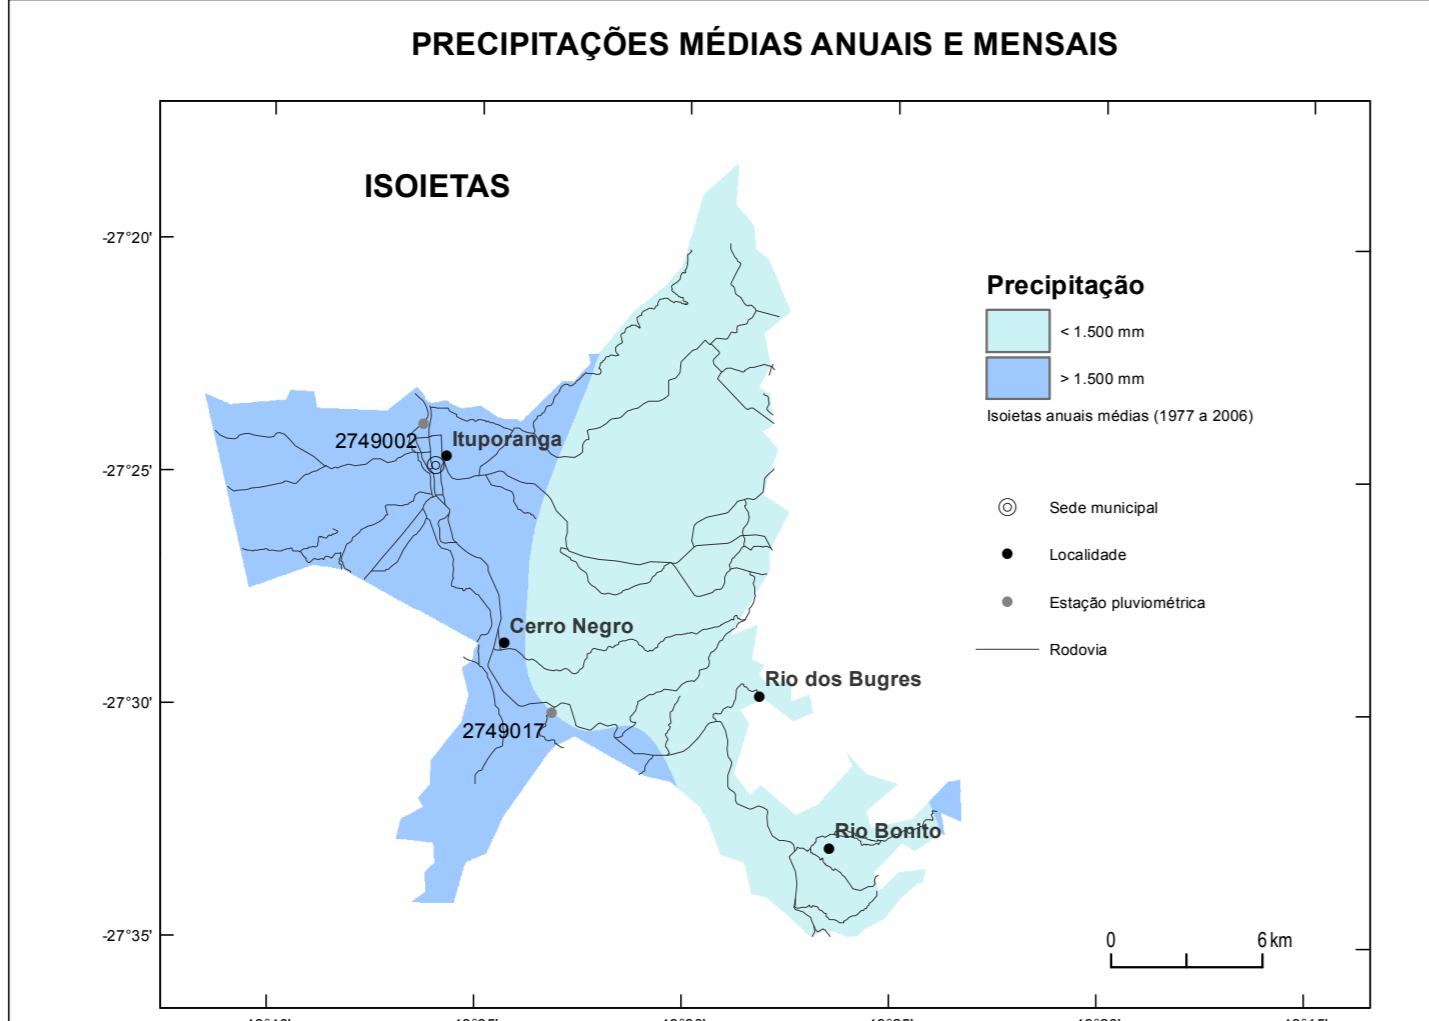 PRECIPITAÇÕES MÉDIAS ANUAIS E MENSAIS
ISOIETAS
-27°20'
Precipitação
< 1.500 mm
> 1.500 mm
Isoietas anuais médias (1977 a 2006)
2749002
Ituporanga
-27°25'
Sede municipal
Localidade
Estação pluviométrica
Cerro Negro
Rodovia
Rio dos Bugres
-27°30'
2749017
Rio Bonito
-27°35'
0 6 km